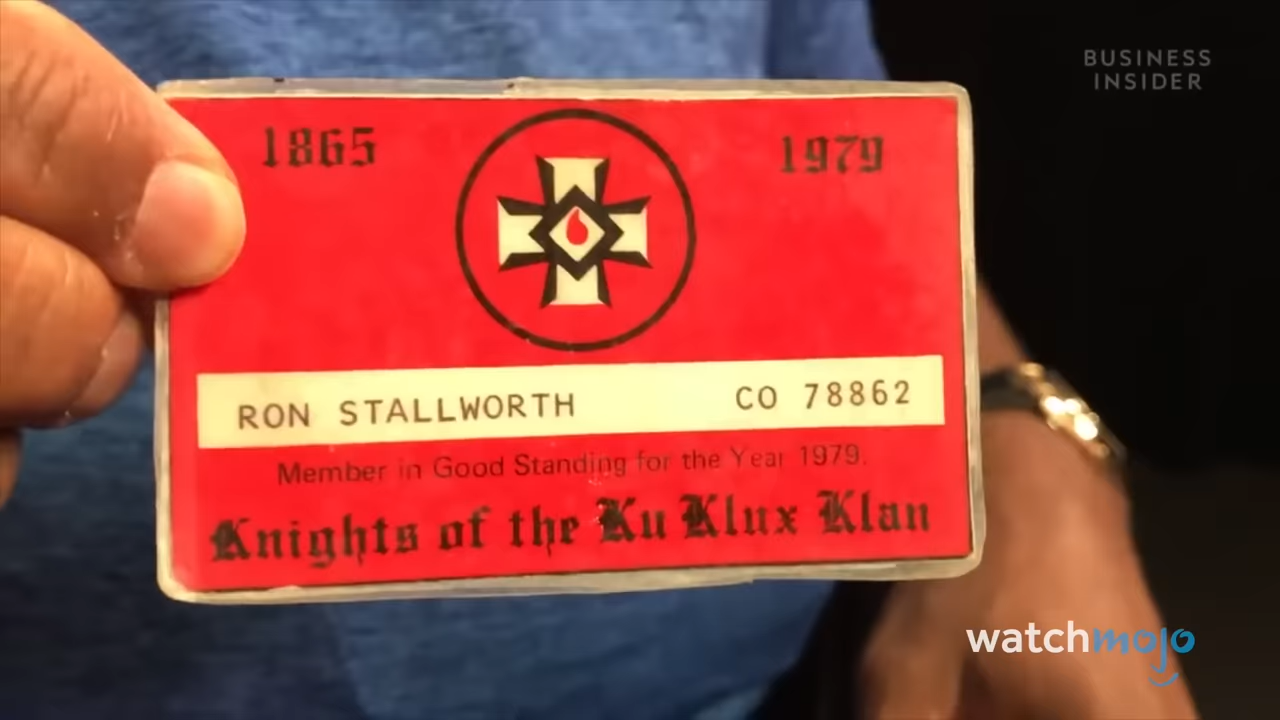 BUSINESS
INSIDER
1865 1979
RON STALLWORTH CO 78862
Member in Good Standing for the Year 1979.
Knights of the Ku Klux Klan
watchmojo